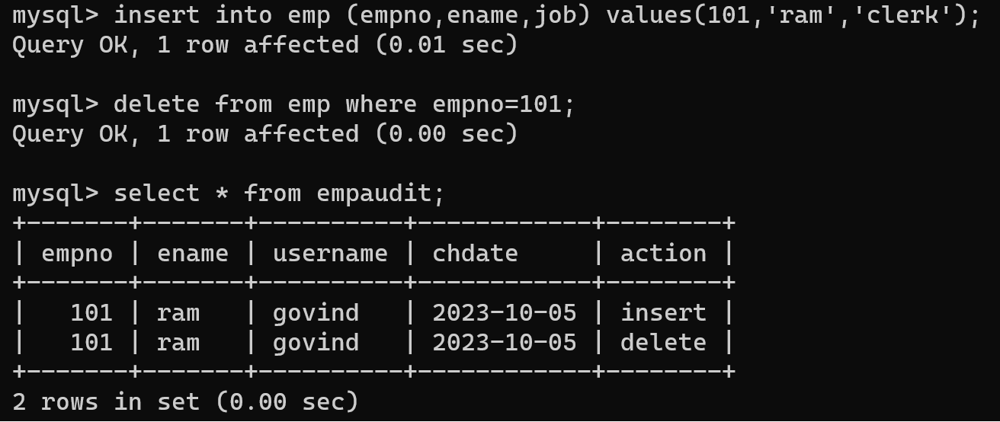 mysql> insert into emp (empno,ename,job) values(101,'ram','clerk');
Query OK, 1 row affected (0.01 sec)

mysql> delete from emp where empno=101;
Query OK, 1 row affected (0.00 sec)

mysql> select * from empaudit;
+-------+-------+----------+------------+--------+
| empno | ename | username | chdate     | action |
+-------+-------+----------+------------+--------+
|   101 | ram   | govind   | 2023-10-05 | insert |
|   101 | ram   | govind   | 2023-10-05 | delete |
+-------+-------+----------+------------+--------+
2 rows in set (0.00 sec)